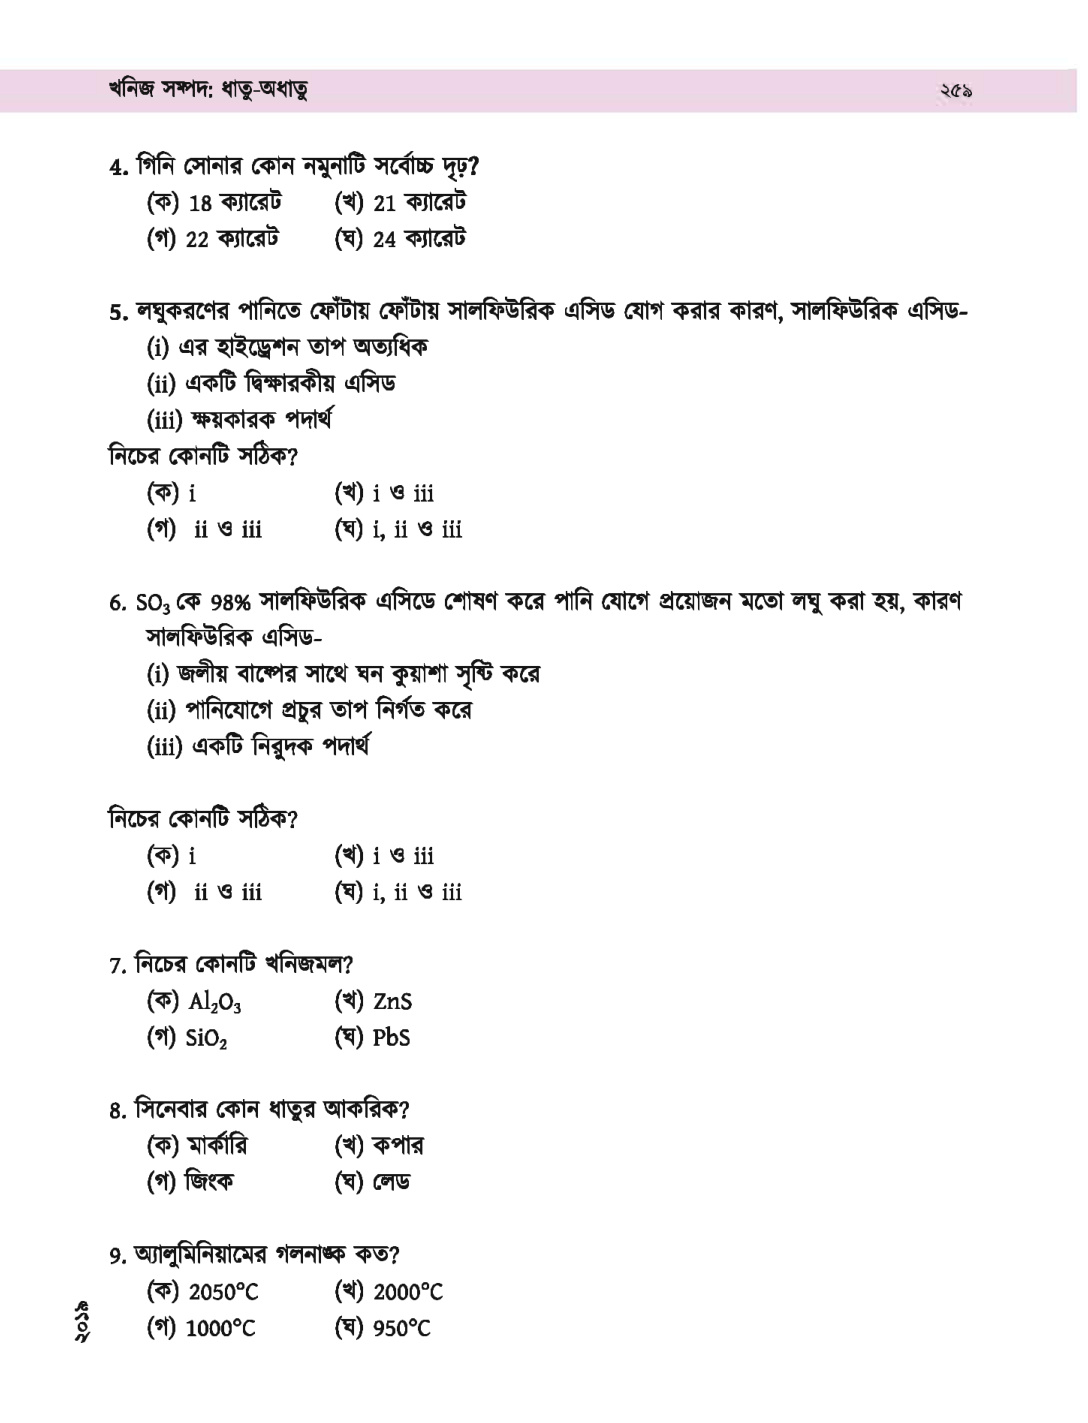 খনিজ সম্পদ: ধাতু-অধাতু ২৫৯
4. গিনি সোনার কোন নমুনাটি সর্বোচ্চ দৃঢ়?
(ক) 18 ক্যারেট (খ) 21 ক্যারেট
(গ) 22 ক্যারেট (ঘ) 24 ক্যারেট
5. লঘুকরণের পানিতে ফোঁটায় ফোঁটায় সালফিউরিক এসিড যোগ করার কারণ, সালফিউরিক এসিড-
(i) এর হাইড্রেশন তাপ অত্যধিক
(ii) একটি দ্বিক্ষারকীয় এসিড
(iii) ক্ষয়কারক পদার্থ
নিচের কোনটি সঠিক?
(ক) i (খ) i ও iii
(গ) ii ও iii (ঘ) i, ii ও iii
6. SO₃ কে 98% সালফিউরিক এসিডে শোষণ করে পানি যোগে প্রয়োজন মতো লঘু করা হয়, কারণ
সালফিউরিক এসিড-
(i) জলীয় বাষ্পের সাথে ঘন কুয়াশা সৃষ্টি করে
(ii) পানিযোগে প্রচুর তাপ নির্গত করে
(iii) একটি নিরুদক পদার্থ
নিচের কোনটি সঠিক?
(ক) i (খ) i ও iii
(গ) ii ও iii (ঘ) i, ii ও iii
7. নিচের কোনটি খনিজমল?
(ক) Al₂O₃ (খ) ZnS
(গ) SiO₂ (ঘ) PbS
8. সিনেবার কোন ধাতুর আকরিক?
(ক) মার্কারি (খ) কপার
(গ) জিংক (ঘ) লেড
9. অ্যালুমিনিয়ামের গলনাঙ্ক কত?
(ক) 2050°C (খ) 2000°C
(গ) 1000°C (ঘ) 950°C
২০১৯